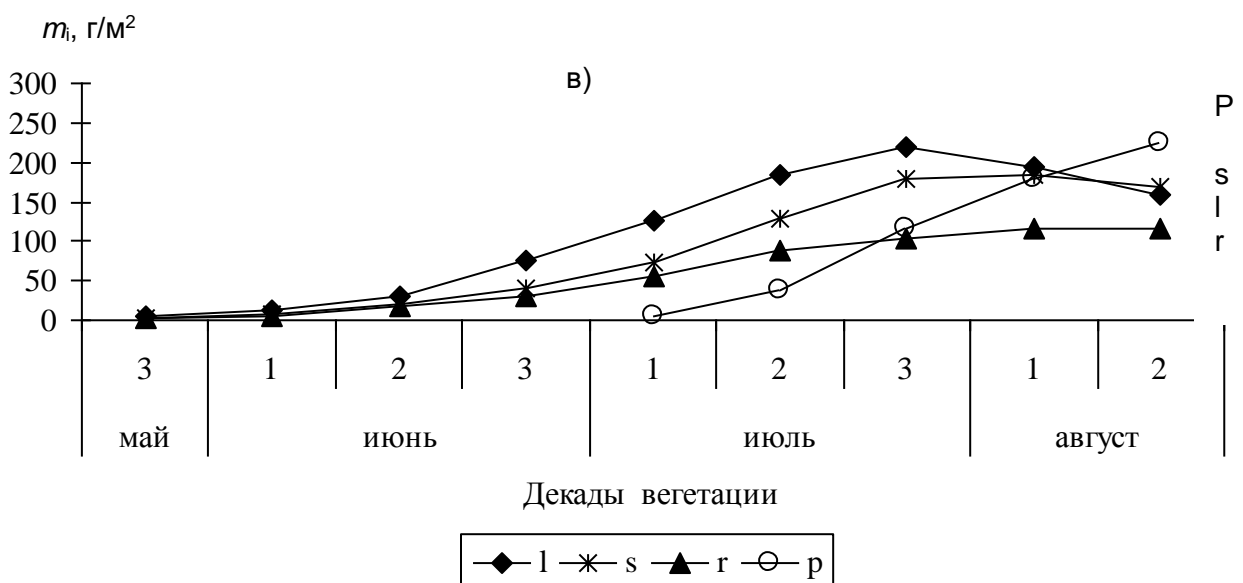 mi, г/м²
в)
300
250
200
150
100
50
0
P
s
l
r
3 1 2 3 1 2 3 1 2
май июнь июль август
Декады вегетации
l s r p